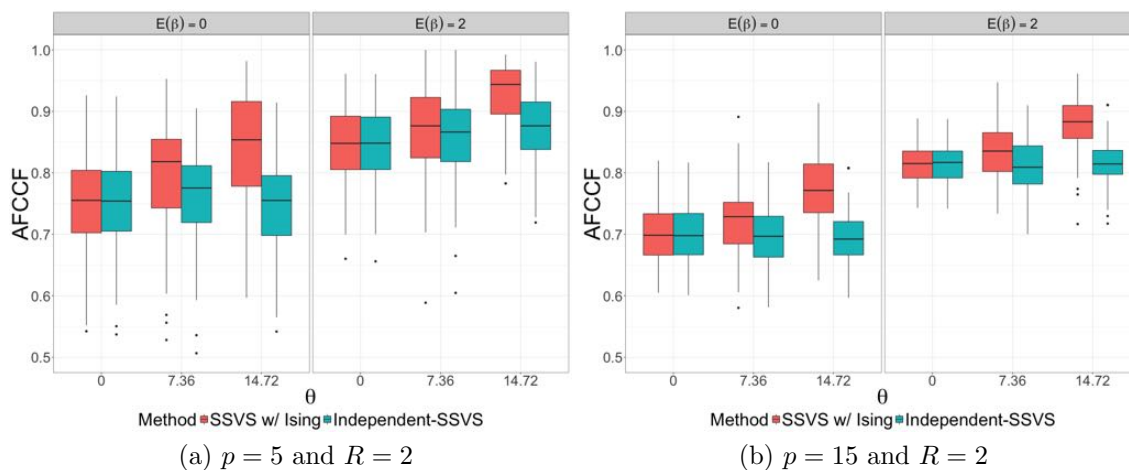 E(β) = 0
E(β) = 2
1.0
0.9
0.8
0.7
0.6
0.5
AFCCF
0
7.36
14.72
0
7.36
14.72
θ
Method SSVS w/ Ising Independent-SSVS
(a) p = 5 and R = 2
E(β) = 0
E(β) = 2
1.0
0.9
0.8
0.7
0.6
0.5
AFCCF
0
7.36
14.72
0
7.36
14.72
θ
Method SSVS w/ Ising Independent-SSVS
(b) p = 15 and R = 2